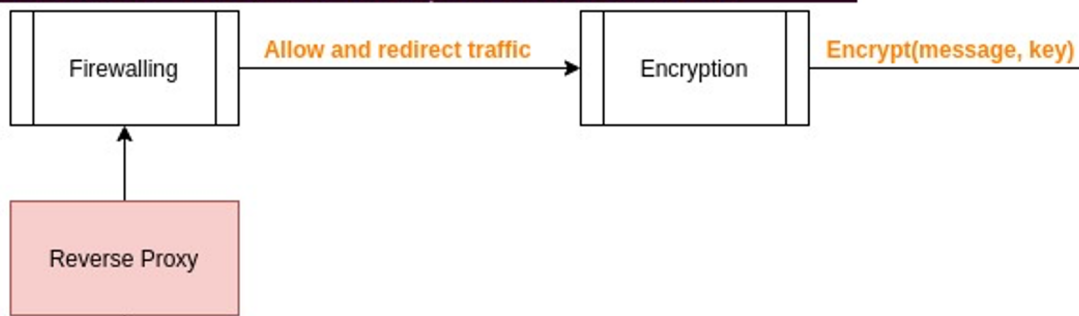 Allow and redirect traffic
Encrypt(message, key)
Firewalling
Encryption
Reverse Proxy